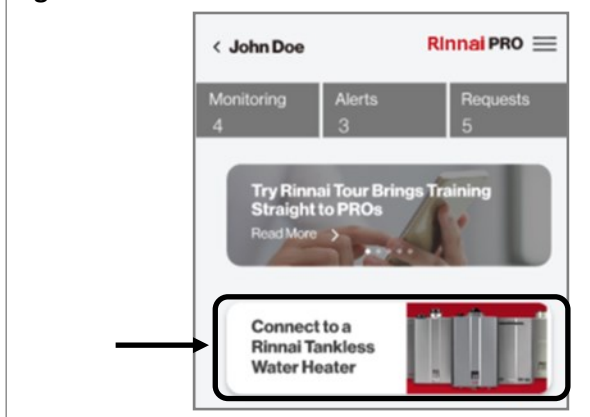 < John Doe
Rinnai PRO
Monitoring Alerts Requests
4 3 5
Try Rinnai Tour Brings Training
Straight to PROs
Read More >
Connect to a
Rinnai Tankless
Water Heater